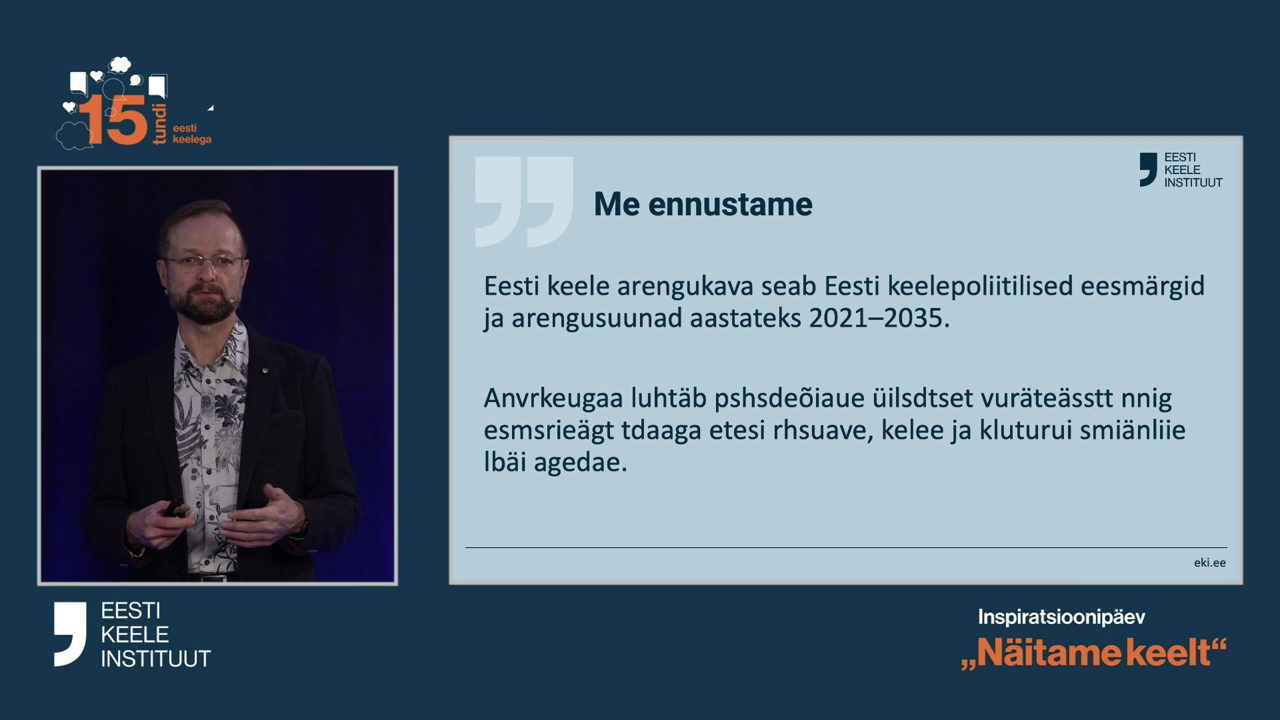 15
tundi
eesti
keelega
EESTI
KEELE
INSTITUUT
Me ennustame
Eesti keele arengukava seab Eesti keelepoliitilised eesmärgid
ja arengusuunad aastateks 2021–2035.
Anvrkeugaa luhtäb pshsdeõiaue üilsdtset vuräteässtt nnig
esmsrieägt tdaaga etesi rhsuave, kelee ja kluturui smiänliie
lbäi agedae.
eki.ee
EESTI
KEELE
INSTITUUT
Inspiratsioonipäev
„Näitame keelt“